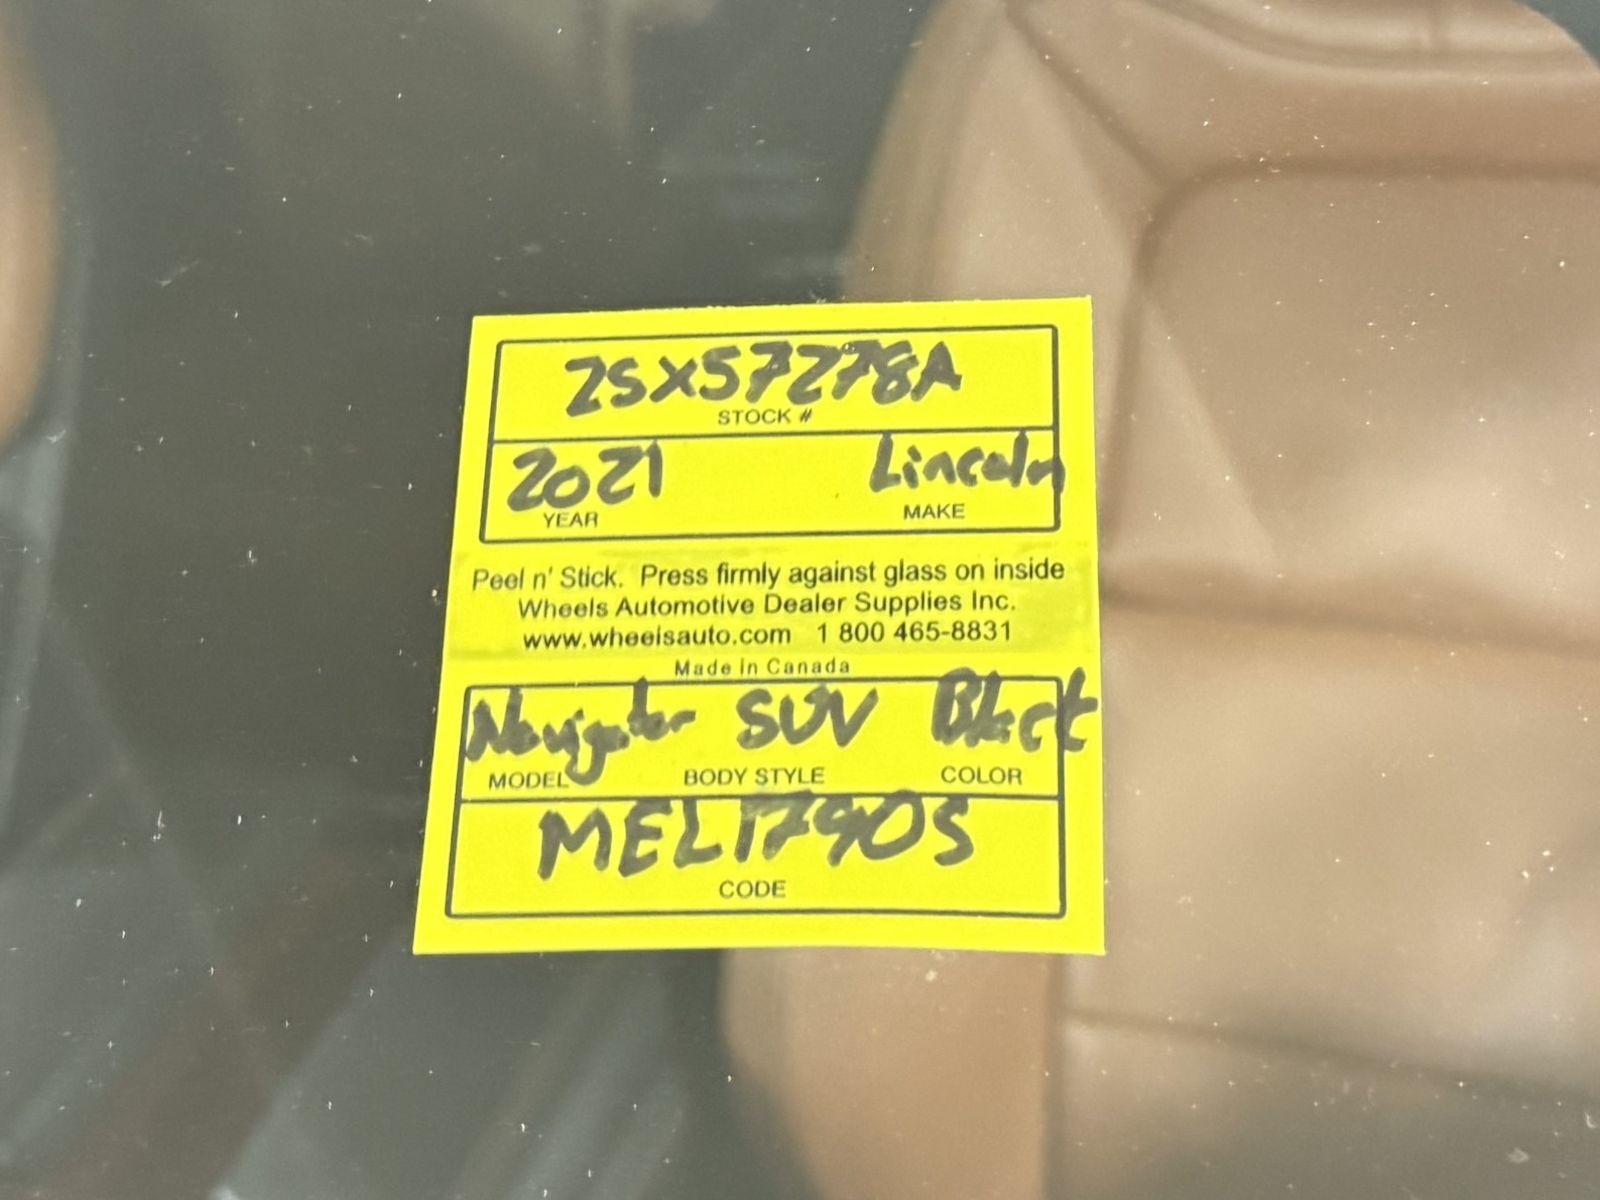 25X57278A
STOCK #
2021 Lincoln
YEAR MAKE
Peel n' Stick. Press firmly against glass on inside
Wheels Automotive Dealer Supplies Inc.
www.wheelsauto.com 1 800 465-8831
Made in Canada
Navigator SUV Black
MODEL BODY STYLE COLOR
MEL17905
CODE